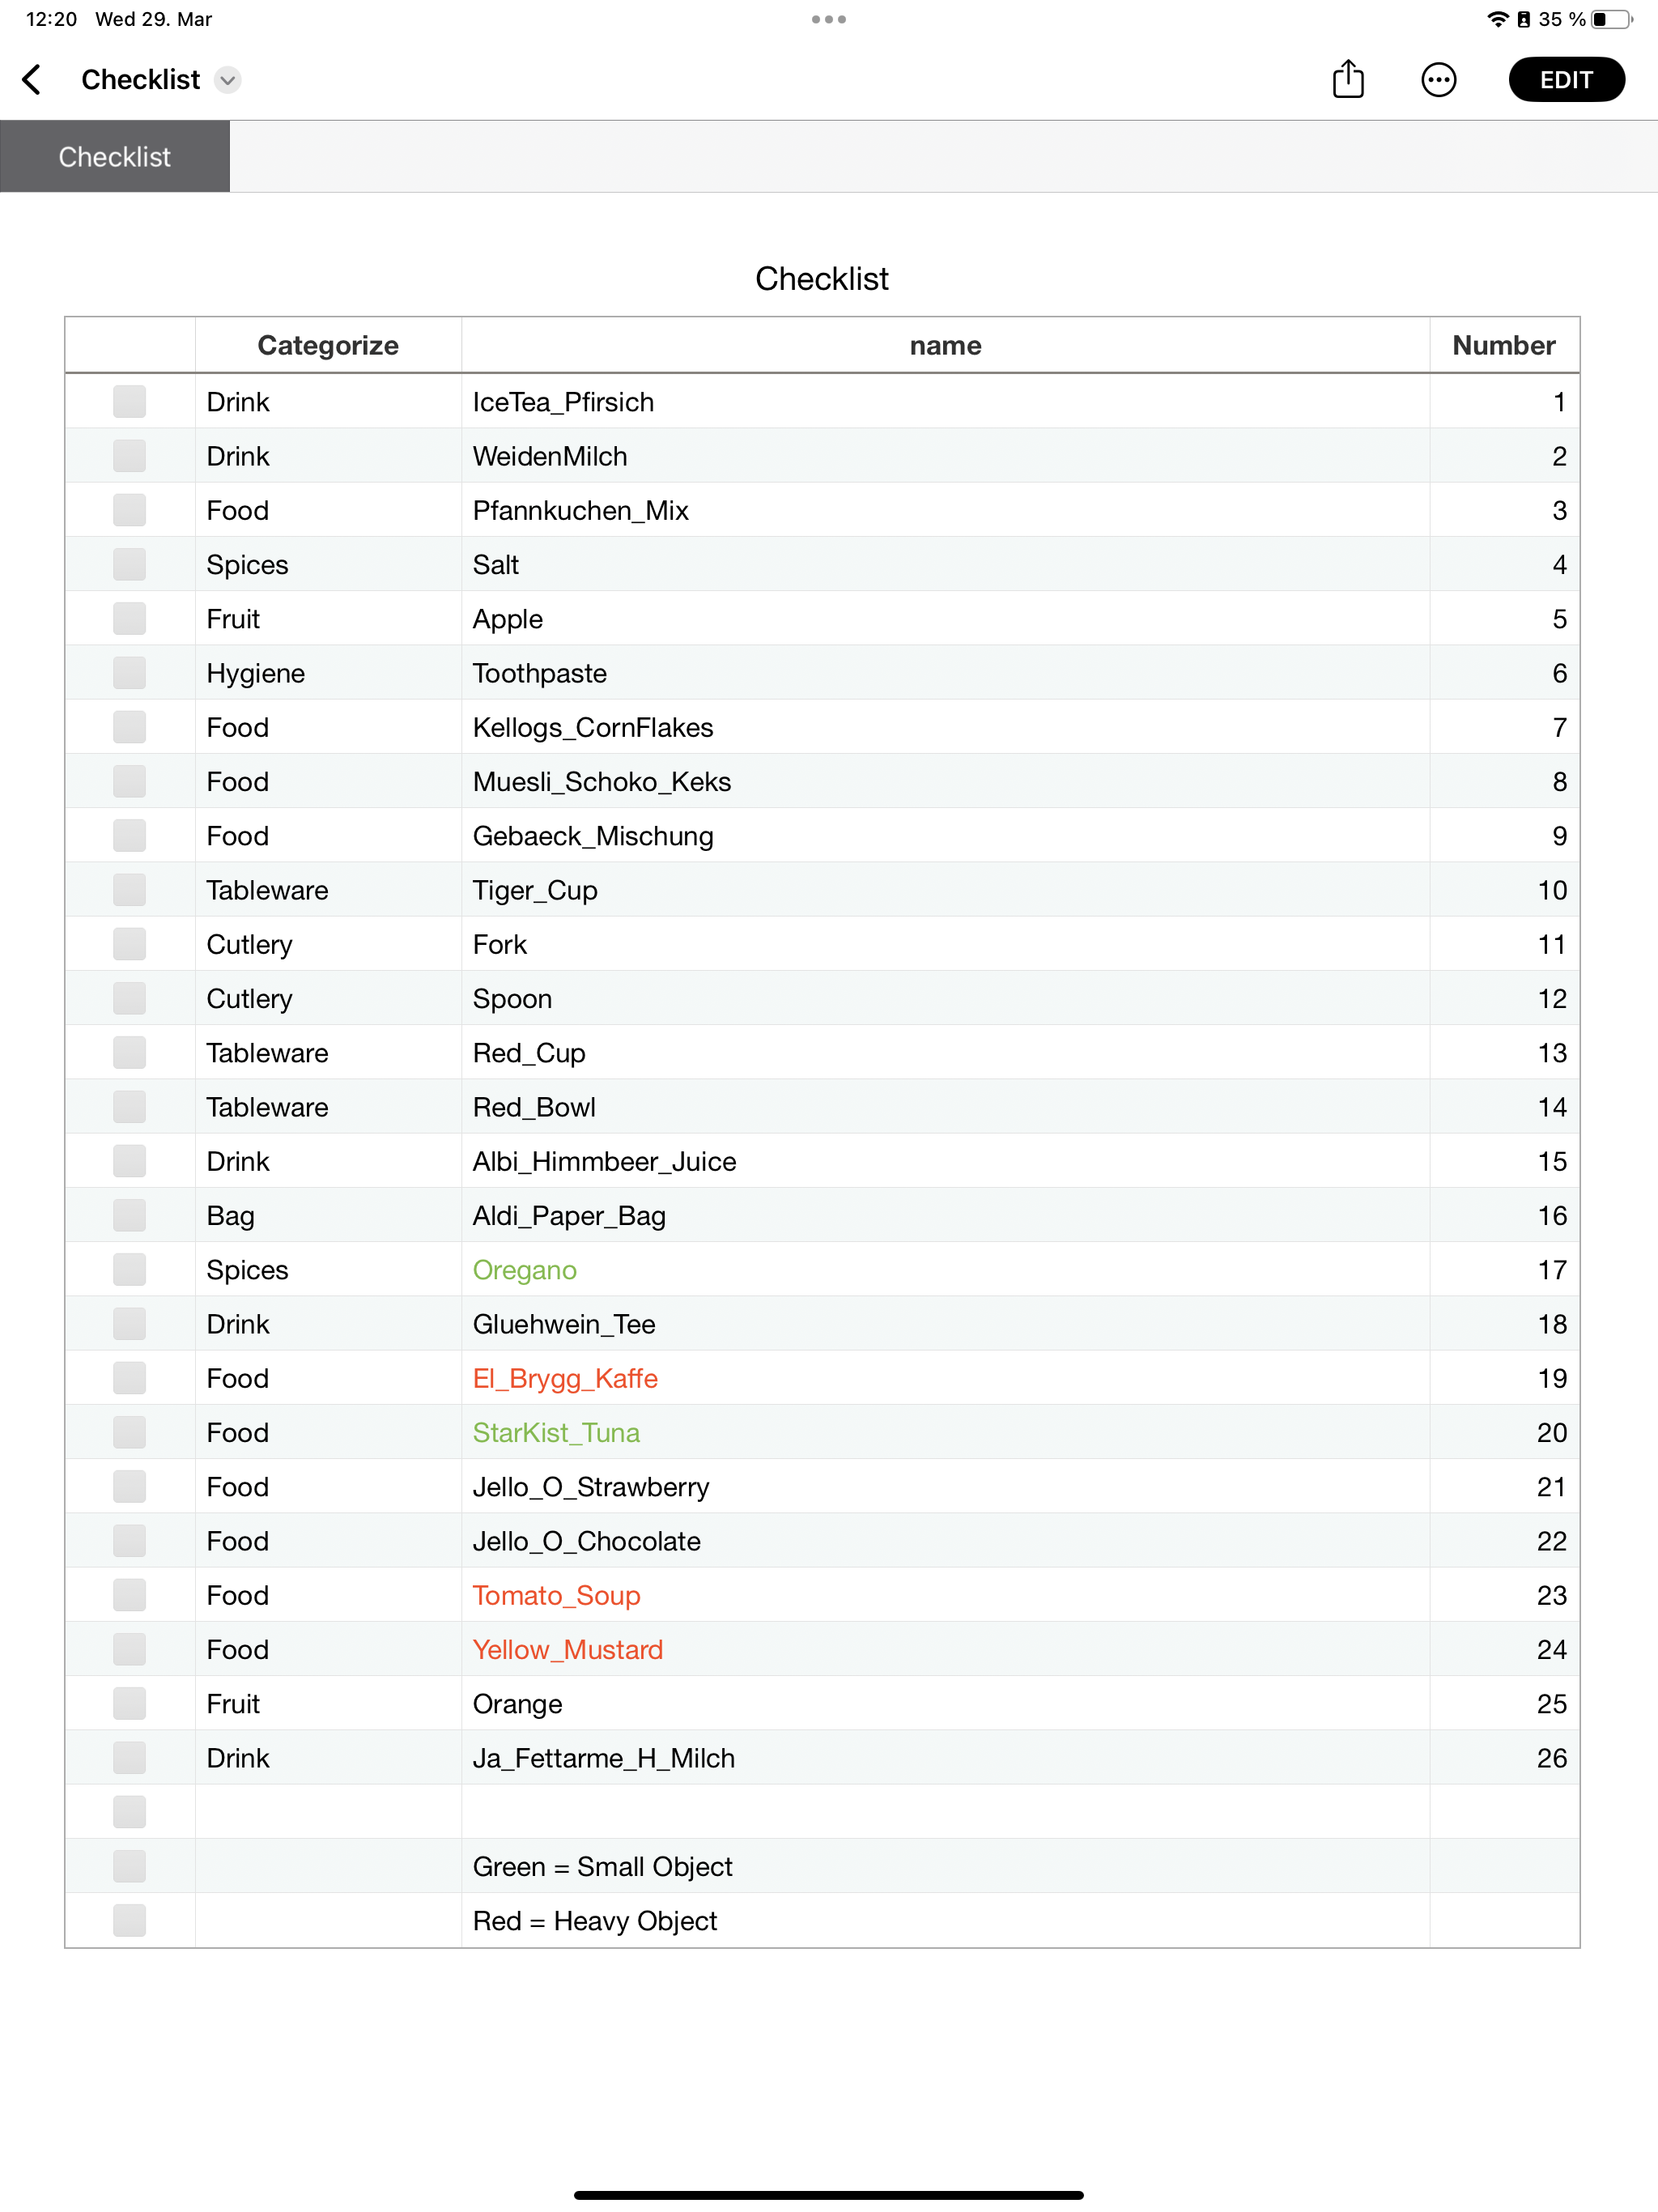 12:20 Wed 29. Mar 35 %
Checklist EDIT
Checklist
Checklist
Categorize name Number
Drink IceTea_Pfirsich 1
Drink WeidenMilch 2
Food Pfannkuchen_Mix 3
Spices Salt 4
Fruit Apple 5
Hygiene Toothpaste 6
Food Kellogs_CornFlakes 7
Food Muesli_Schoko_Keks 8
Food Gebaeck_Mischung 9
Tableware Tiger_Cup 10
Cutlery Fork 11
Cutlery Spoon 12
Tableware Red_Cup 13
Tableware Red_Bowl 14
Drink Albi_Himmbeer_Juice 15
Bag Aldi_Paper_Bag 16
Spices Oregano 17
Drink Gluehwein_Tee 18
Food El_Brygg_Kaffe 19
Food StarKist_Tuna 20
Food Jello_O_Strawberry 21
Food Jello_O_Chocolate 22
Food Tomato_Soup 23
Food Yellow_Mustard 24
Fruit Orange 25
Drink Ja_Fettarme_H_Milch 26
Green = Small Object
Red = Heavy Object